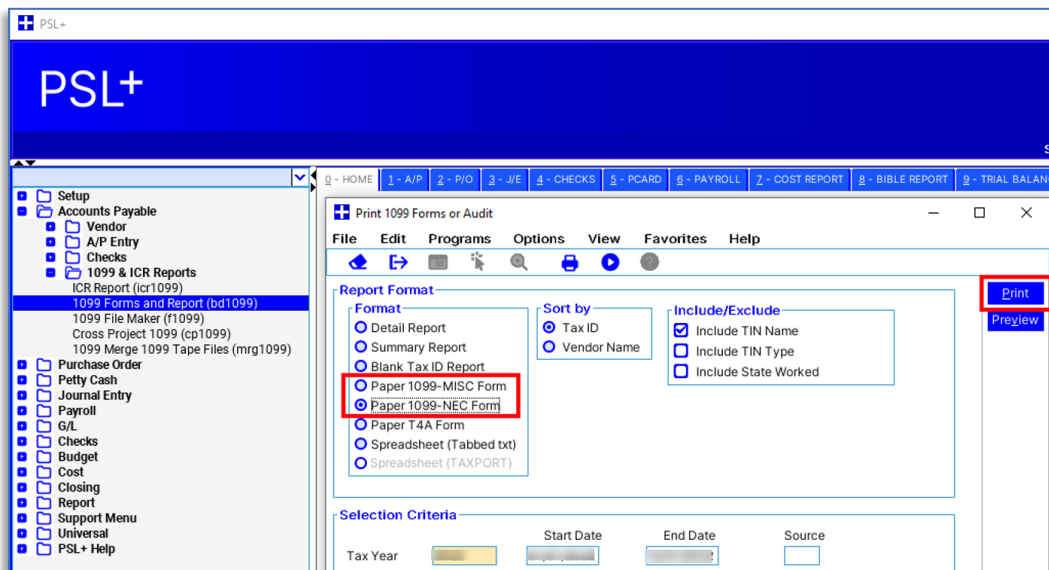 PSL+
PSL+
S
0 - HOME 1 - A/P 2 - P/O 3 - J/E 4 - CHECKS 5 - PCARD 6 - PAYROLL 7 - COST REPORT 8 - BIBLE REPORT 9 - TRIAL BALAN
Setup
Accounts Payable
Vendor
A/P Entry
Checks
1099 & ICR Reports
ICR Report (icr1099)
1099 Forms and Report (bd1099)
1099 File Maker (f1099)
Cross Project 1099 (cp1099)
1099 Merge 1099 Tape Files (mrg1099)
Purchase Order
Petty Cash
Journal Entry
Payroll
G/L
Checks
Budget
Cost
Closing
Report
Support Menu
Universal
PSL+ Help
Print 1099 Forms or Audit
File Edit Programs Options View Favorites Help
Report Format
Format
Detail Report
Summary Report
Blank Tax ID Report
Paper 1099-MISC Form
Paper 1099-NEC Form
Paper T4A Form
Spreadsheet (Tabbed txt)
Spreadsheet (TAXPORT)
Sort by
Tax ID
Vendor Name
Include/Exclude
Include TIN Name
Include TIN Type
Include State Worked
Print
Preview
Selection Criteria
Start Date End Date Source
Tax Year